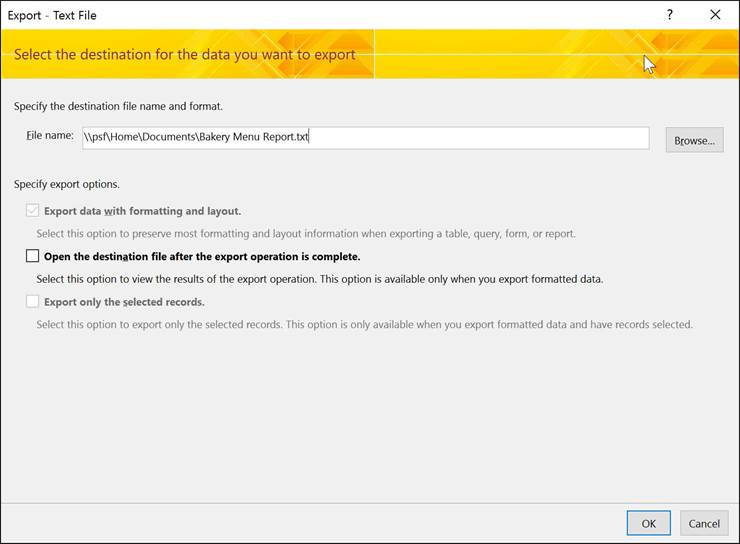 Export - Text File
Select the destination for the data you want to export
Specify the destination file name and format.
File name: \\psf\Home\Documents\Bakery Menu Report.txt Browse...
Specify export options.
Export data with formatting and layout.
Select this option to preserve most formatting and layout information when exporting a table, query, form, or report.
Open the destination file after the export operation is complete.
Select this option to view the results of the export operation. This option is available only when you export formatted data.
Export only the selected records.
Select this option to export only the selected records. This option is only available when you export formatted data and have records selected.
OK Cancel